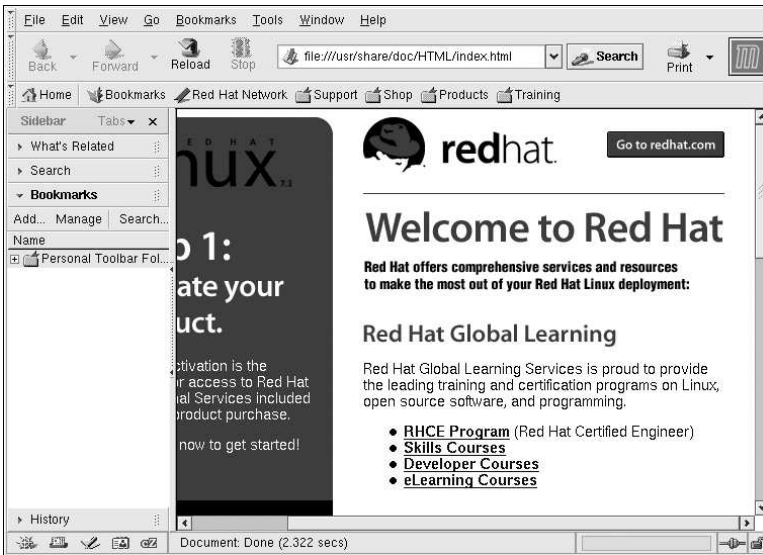 File Edit View Go Bookmarks Tools Window Help
Back Forward Reload Stop file:///usr/share/doc/HTML/index.html Search Print
Home Bookmarks Red Hat Network Support Shop Products Training
Sidebar Tabs
What's Related
Search
Bookmarks
Add... Manage Search...
Name
Personal Toolbar Fol...
History
E D H A T
nux 7.1
p 1:
ate your
uct.
ctivation is the
or access to Red Hat
nal Services included
product purchase.
now to get started!
redhat.
Go to redhat.com
Welcome to Red Hat
Red Hat offers comprehensive services and resources
to make the most out of your Red Hat Linux deployment:
Red Hat Global Learning
Red Hat Global Learning Services is proud to provide
the leading training and certification programs on Linux,
open source software, and programming.
RHCE Program (Red Hat Certified Engineer)
Skills Courses
Developer Courses
eLearning Courses
Document: Done (2.322 secs)